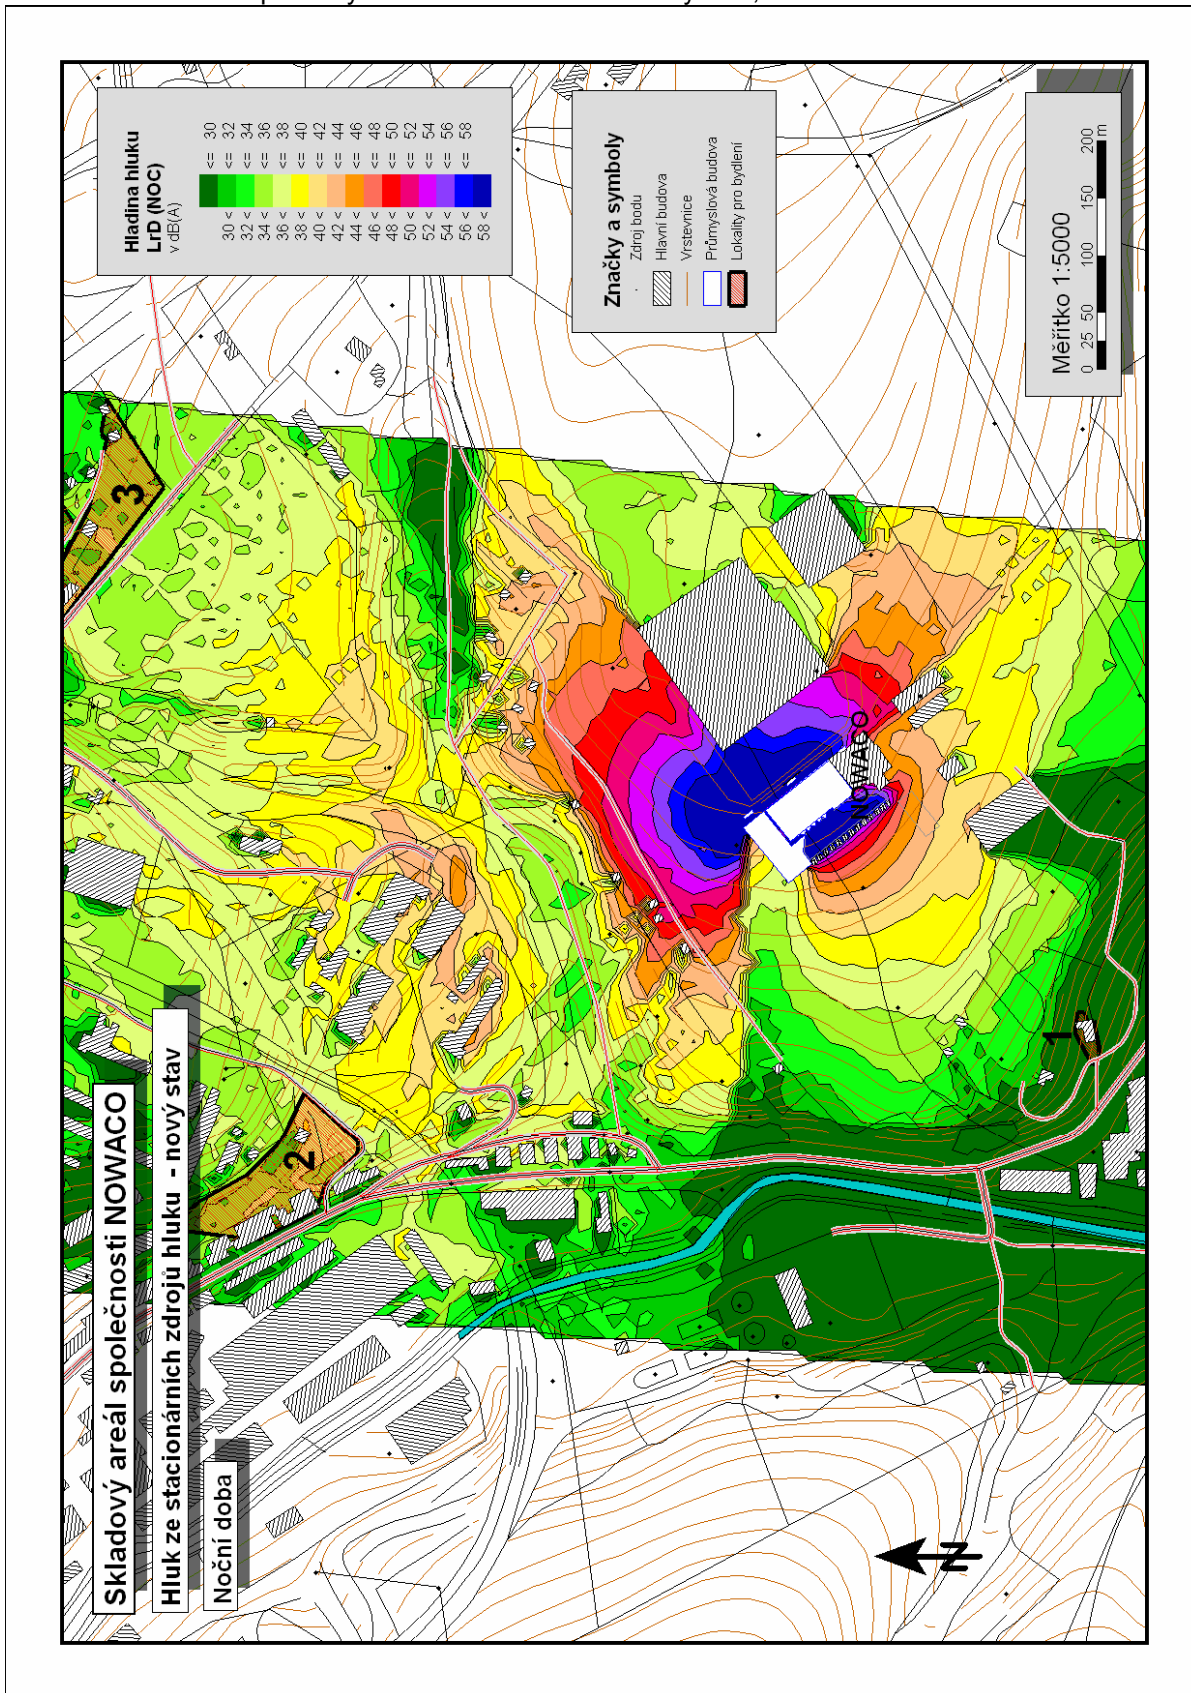 Skladový areál společnosti NOWACO
Hluk ze stacionárních zdrojů hluku - nový stav
Noční doba
Hladina hluku
LrD (NOC)
v dB(A)
<= 30
30 < <= 32
32 < <= 34
34 < <= 36
36 < <= 38
38 < <= 40
40 < <= 42
42 < <= 44
44 < <= 46
46 < <= 48
48 < <= 50
50 < <= 52
52 < <= 54
54 < <= 56
56 < <= 58
58 <
Značky a symboly
Zdroj bodu
Hlavní budova
Vrstevnice
Průmyslová budova
Lokality pro bydlení
Měřítko 1:5000
0 25 50 100 150 200
m
3
2
1
NOWACO
N